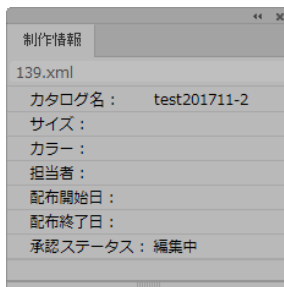 制作情報
139.xml
カタログ名： test201711-2
サイズ：
カラー：
担当者：
配布開始日：
配布終了日：
承認ステータス： 編集中